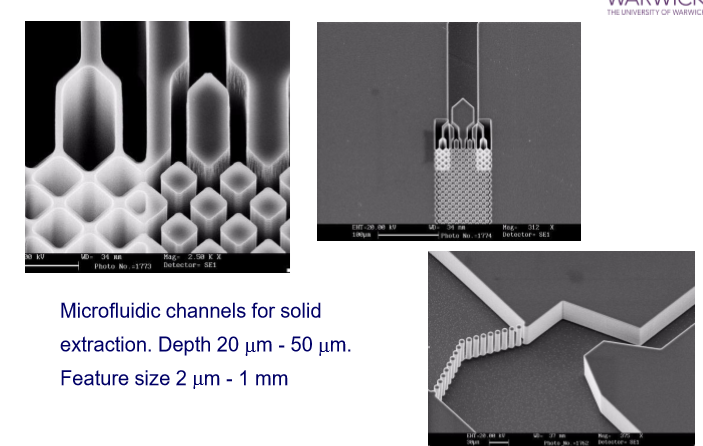 WARWICK
THE UNIVERSITY OF WARWICK
00 kV WD= 34 mm Mag= 2.50 K X
Photo No.=1773 Detector= SE1
EHT=20.00 kV WD= 34 mm Mag= 312 X
100µm Photo No.=1774 Detector= SE1
Microfluidic channels for solid
extraction. Depth 20 µm - 50 µm.
Feature size 2 µm - 1 mm
EHT=20.00 kV WD= 37 mm Mag= 375 X
30µm Photo No.=1762 Detector= SE1